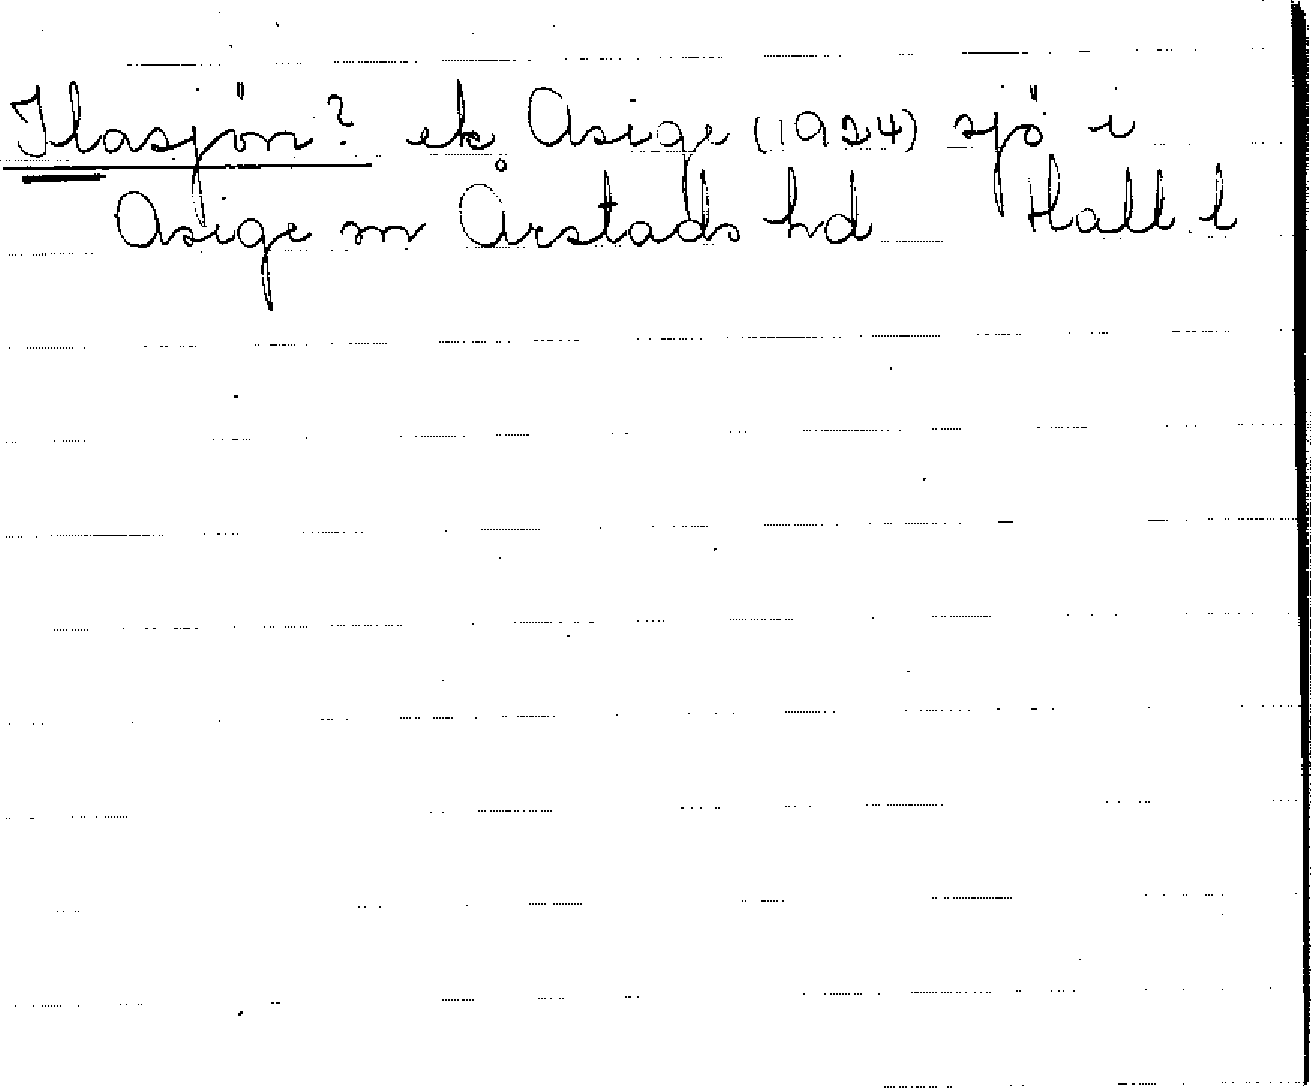 Ilasjön? ek Asige (1924) sjö i
Asige sn Årstads hd Hall l